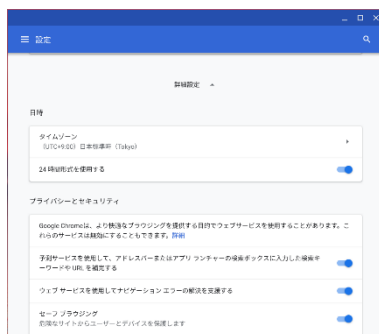 設定
詳細設定
日時
タイムゾーン
(UTC+9:00) 日本標準時 (Tokyo)
24 時間形式を使用する
プライバシーとセキュリティ
Google Chromeは、より快適なブラウジングを提供する目的でウェブサービスを使用することがあります。こ
れらのサービスは無効にすることもできます。詳細
予測サービスを使用して、アドレスバーまたはアプリ ランチャーの検索ボックスに入力した検索キ
ーワードや URL を補完する
ウェブ サービスを使用してナビゲーション エラーの解決を支援する
セーフ ブラウジング
危険なサイトからユーザーとデバイスを保護します